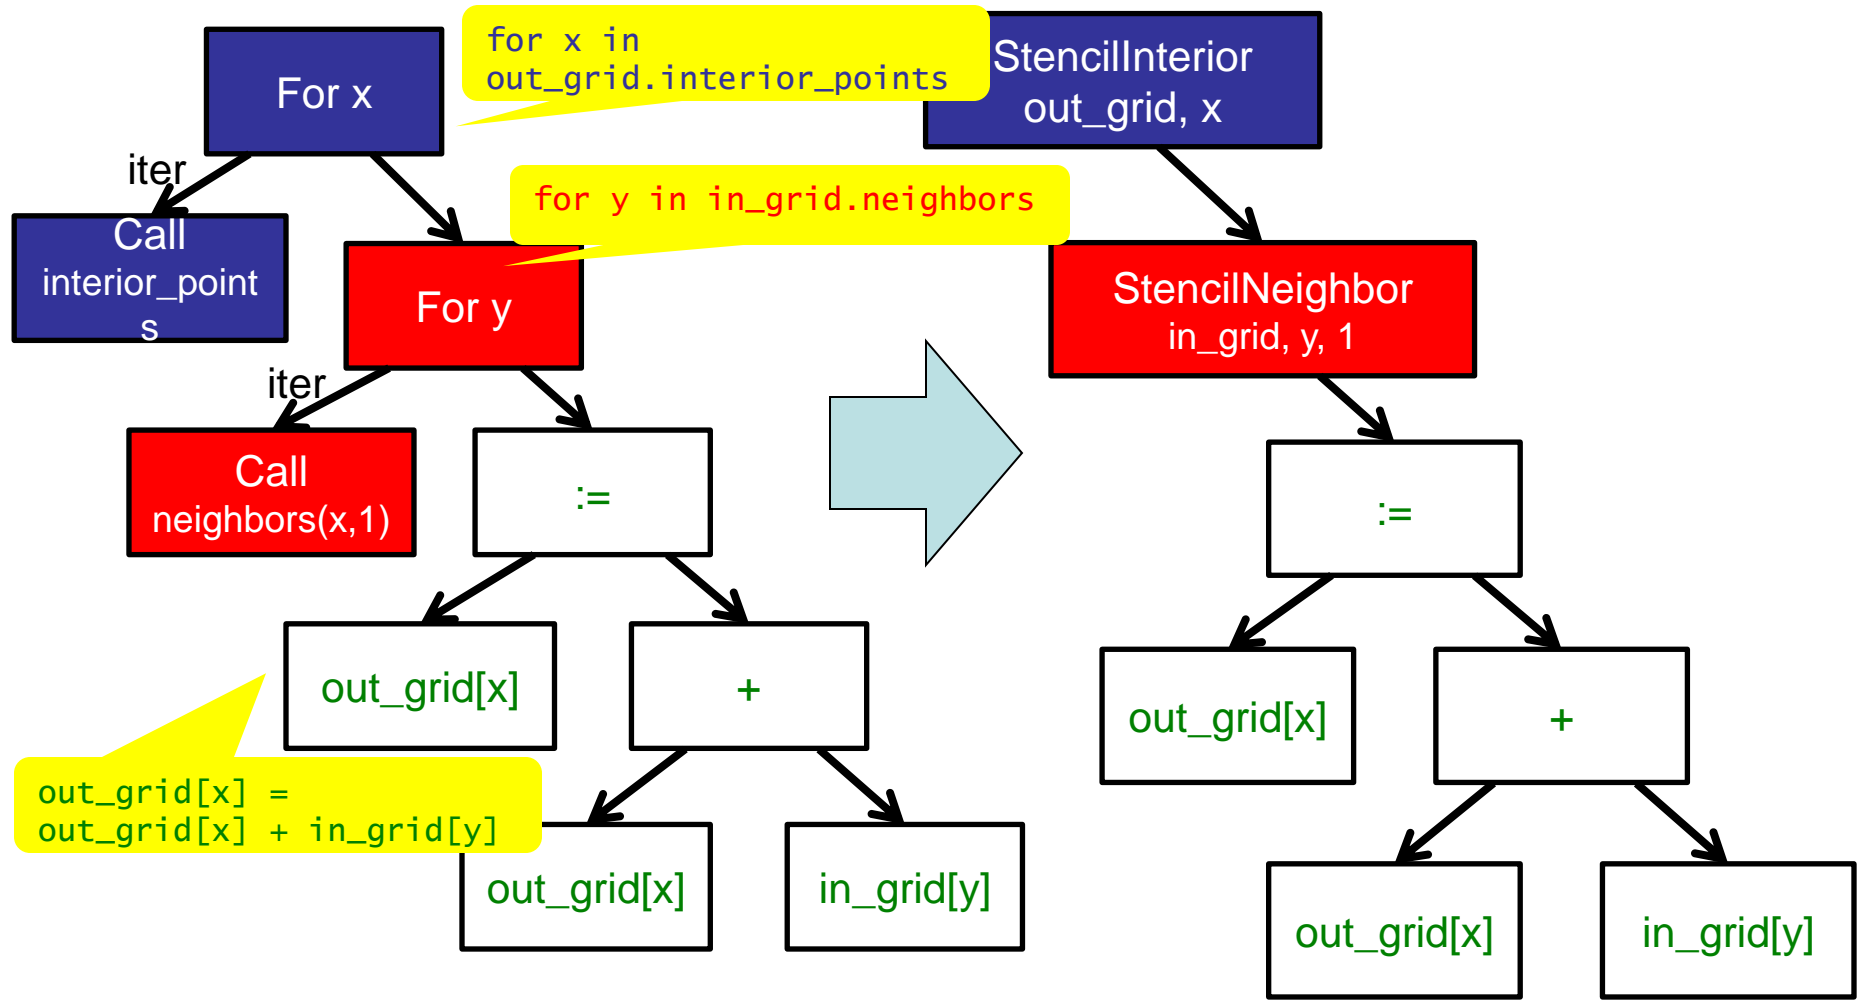 for x in
out_grid.interior_points
For x
StencilInterior
out_grid, x
iter
for y in in_grid.neighbors
Call
interior_point
s
For y
StencilNeighbor
in_grid, y, 1
iter
Call
neighbors(x,1)
:=
:=
out_grid[x]
+
out_grid[x]
+
out_grid[x] =
out_grid[x] + in_grid[y]
out_grid[x]
in_grid[y]
out_grid[x]
in_grid[y]